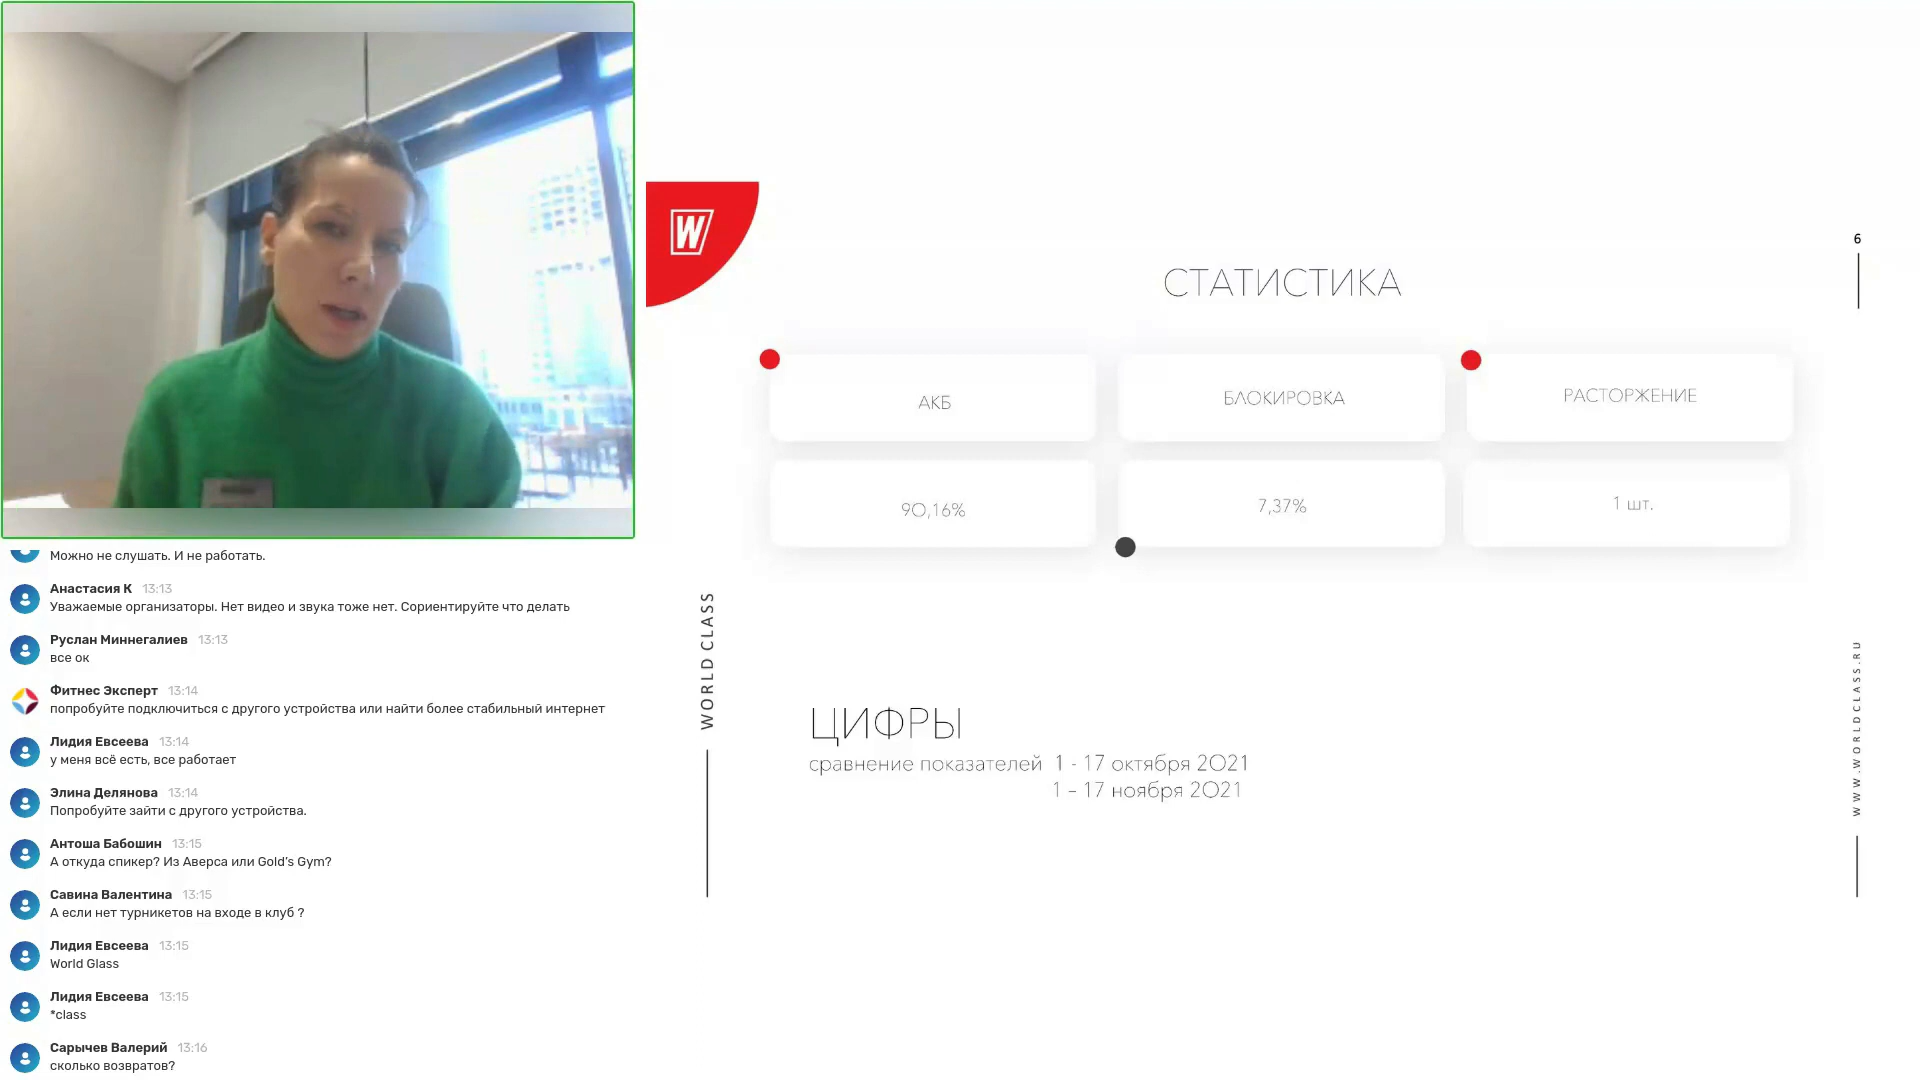 Можно не слушать. И не работать.
Анастасия К 13:13
Уважаемые организаторы. Нет видео и звука тоже нет. Сориентируйте что делать
Руслан Миннегалиев 13:13
все ок
Фитнес Эксперт 13:14
попробуйте подключиться с другого устройства или найти более стабильный интернет
Лидия Евсеева 13:14
у меня всё есть, все работает
Элина Делянова 13:14
Попробуйте зайти с другого устройства.
Антоша Бабошин 13:15
А откуда спикер? Из Аверса или Gold’s Gym?
Савина Валентина 13:15
А если нет турникетов на входе в клуб ?
Лидия Евсеева 13:15
World Glass
Лидия Евсеева 13:15
*class
Сарычев Валерий 13:16
сколько возвратов?
W
6
СТАТИСТИКА
АКБ
БЛОКИРОВКА
РАСТОРЖЕНИЕ
90,16%
7,37%
1 шт.
WORLD CLASS
ЦИФРЫ
сравнение показателей 1 - 17 октября 2021
1 – 17 ноября 2021
WWW.WORLDCLASS.RU